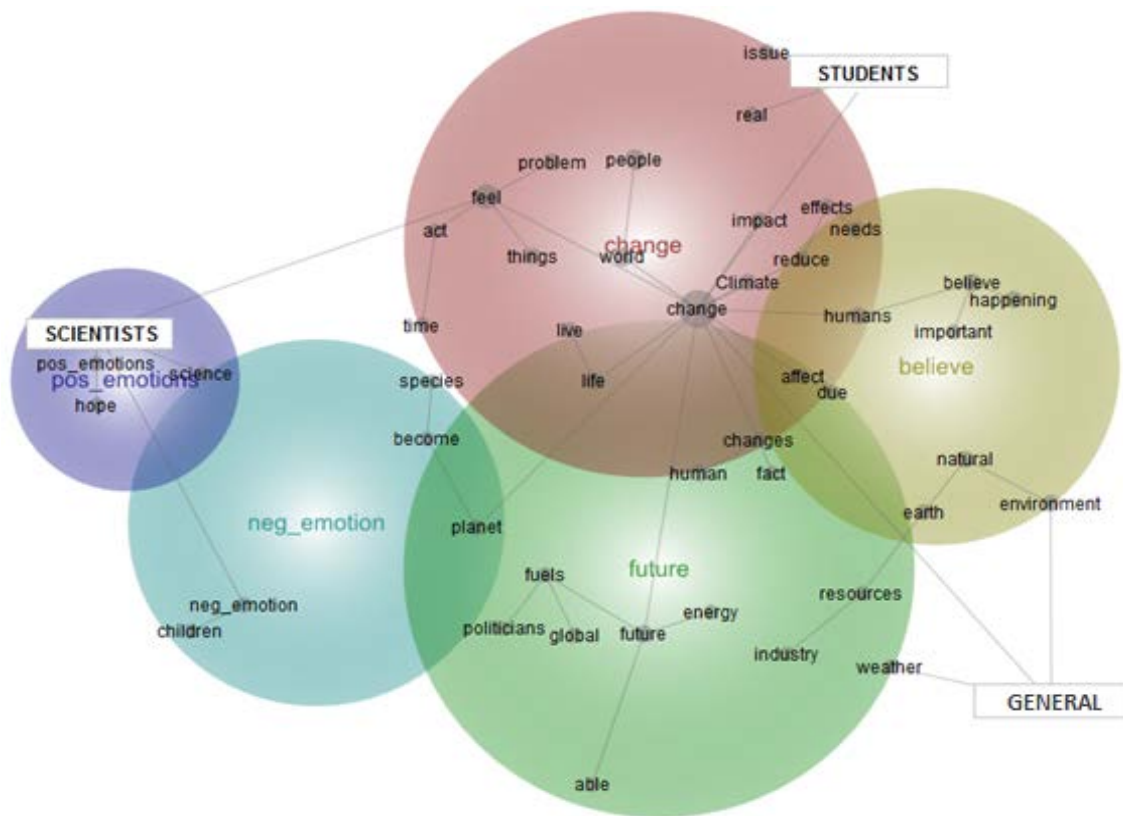 issue
STUDENTS
real
problem
people
feel
effects
impact
needs
act
change
things
world
reduce
Climate
believe
happening
change
humans
time
live
important
SCIENTISTS
pos_emotions
science
pos_emotions
hope
species
life
affect
believe
due
become
changes
natural
human
fact
environment
earth
neg_emotion
planet
fuels
future
resources
neg_emotion
energy
children
politicians
global
future
industry
weather
GENERAL
able